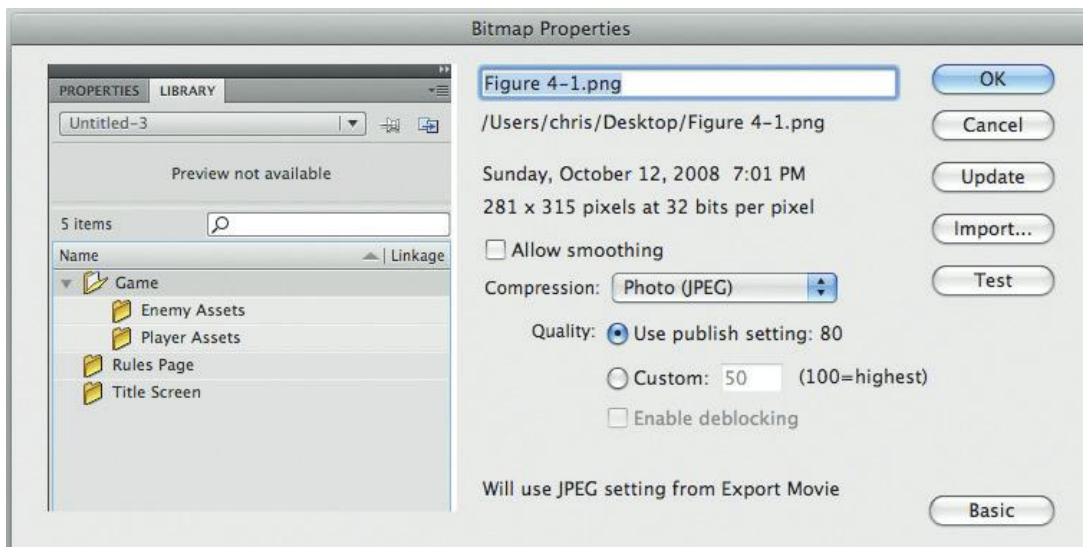 Bitmap Properties
PROPERTIES LIBRARY
Untitled-3
Preview not available
5 items
Name Linkage
Game
Enemy Assets
Player Assets
Rules Page
Title Screen
Figure 4-1.png
/Users/chris/Desktop/Figure 4-1.png
Sunday, October 12, 2008 7:01 PM
281 x 315 pixels at 32 bits per pixel
Allow smoothing
Compression: Photo (JPEG)
Quality: Use publish setting: 80
Custom: 50 (100=highest)
Enable deblocking
Will use JPEG setting from Export Movie
OK
Cancel
Update
Import...
Test
Basic